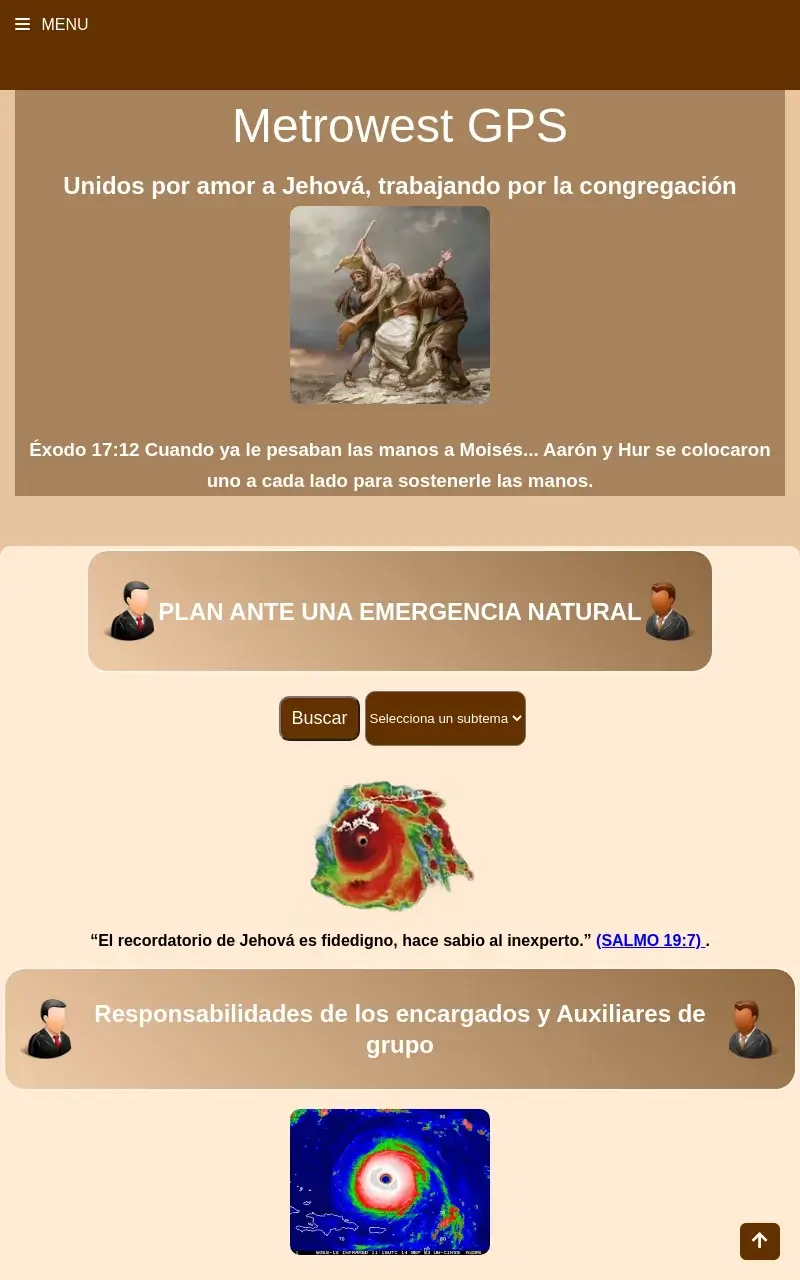 MENU
Metrowest GPS
Unidos por amor a Jehová, trabajando por la congregación
Éxodo 17:12 Cuando ya le pesaban las manos a Moisés... Aarón y Hur se colocaron
uno a cada lado para sostenerle las manos.
PLAN ANTE UNA EMERGENCIA NATURAL
Buscar
Selecciona un subtema
“El recordatorio de Jehová es fidedigno, hace sabio al inexperto.” (SALMO 19:7) .
Responsabilidades de los encargados y Auxiliares de
grupo